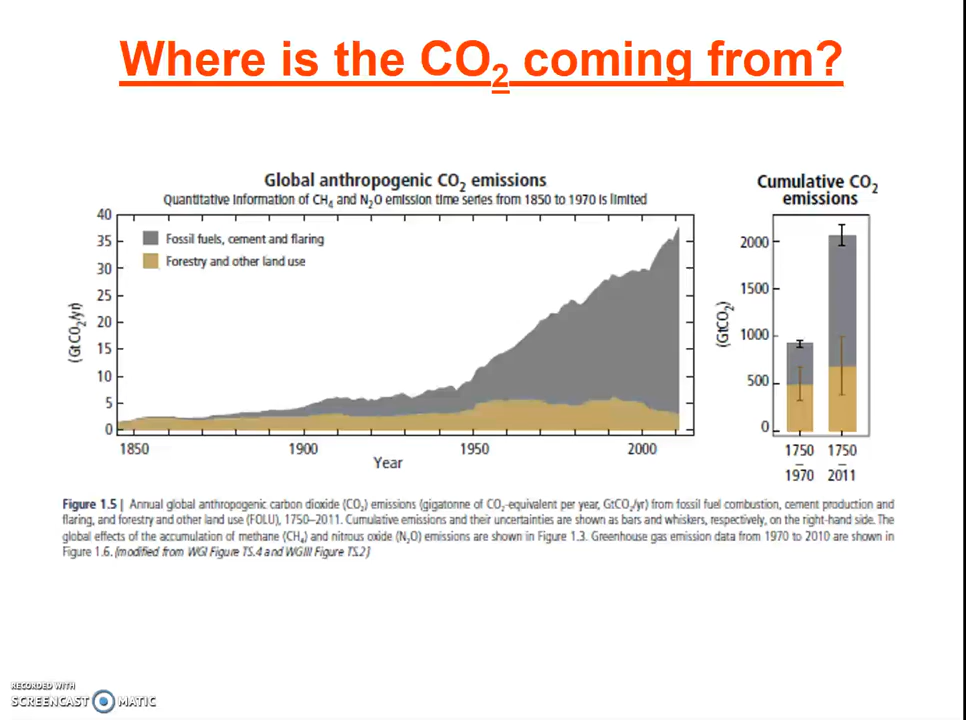 Where is the CO₂ coming from?
Global anthropogenic CO₂ emissions
Quantitative information of CH₄ and N₂O emission time series from 1850 to 1970 is limited
40
35
30
25
20
15
10
5
0
(GtCO₂/yr)
Fossil fuels, cement and flaring
Forestry and other land use
1850
1900
1950
2000
Year
Cumulative CO₂
emissions
2000
1500
1000
500
0
(GtCO₂)
1750
–
1970
1750
–
2011
Figure 1.5 | Annual global anthropogenic carbon dioxide (CO₂) emissions (gigatonne of CO₂-equivalent per year, GtCO₂/yr) from fossil fuel combustion, cement production and
flaring, and forestry and other land use (FOLU), 1750–2011. Cumulative emissions and their uncertainties are shown as bars and whiskers, respectively, on the right-hand side. The
global effects of the accumulation of methane (CH₄) and nitrous oxide (N₂O) emissions are shown in Figure 1.3. Greenhouse gas emission data from 1970 to 2010 are shown in
Figure 1.6. {modified from WGI Figure TS.4 and WGIII Figure TS.2}
RECORDED WITH
SCREENCAST MATIC